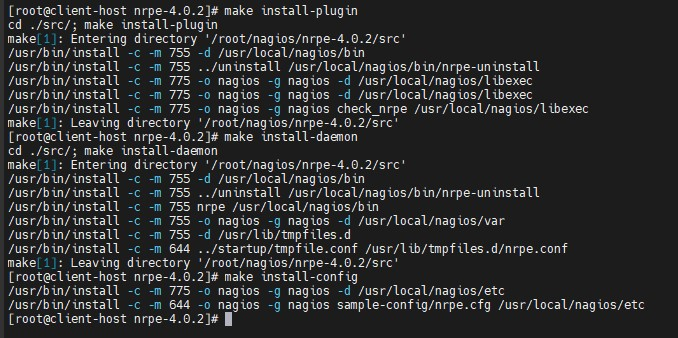 [root@client-host nrpe-4.0.2]# make install-plugin
cd ./src/; make install-plugin
make[1]: Entering directory '/root/nagios/nrpe-4.0.2/src'
/usr/bin/install -c -m 755 -d /usr/local/nagios/bin
/usr/bin/install -c -m 755 ../uninstall /usr/local/nagios/bin/nrpe-uninstall
/usr/bin/install -c -m 775 -o nagios -g nagios -d /usr/local/nagios/libexec
/usr/bin/install -c -m 775 -o nagios -g nagios -d /usr/local/nagios/libexec
/usr/bin/install -c -m 775 -o nagios -g nagios check_nrpe /usr/local/nagios/libexec
make[1]: Leaving directory '/root/nagios/nrpe-4.0.2/src'
[root@client-host nrpe-4.0.2]# make install-daemon
cd ./src/; make install-daemon
make[1]: Entering directory '/root/nagios/nrpe-4.0.2/src'
/usr/bin/install -c -m 755 -d /usr/local/nagios/bin
/usr/bin/install -c -m 755 ../uninstall /usr/local/nagios/bin/nrpe-uninstall
/usr/bin/install -c -m 755 nrpe /usr/local/nagios/bin
/usr/bin/install -c -m 755 -o nagios -g nagios -d /usr/local/nagios/var
/usr/bin/install -c -m 755 -d /usr/lib/tmpfiles.d
/usr/bin/install -c -m 644 ../startup/tmpfile.conf /usr/lib/tmpfiles.d/nrpe.conf
make[1]: Leaving directory '/root/nagios/nrpe-4.0.2/src'
[root@client-host nrpe-4.0.2]# make install-config
/usr/bin/install -c -m 775 -o nagios -g nagios -d /usr/local/nagios/etc
/usr/bin/install -c -m 644 -o nagios -g nagios sample-config/nrpe.cfg /usr/local/nagios/etc
[root@client-host nrpe-4.0.2]#